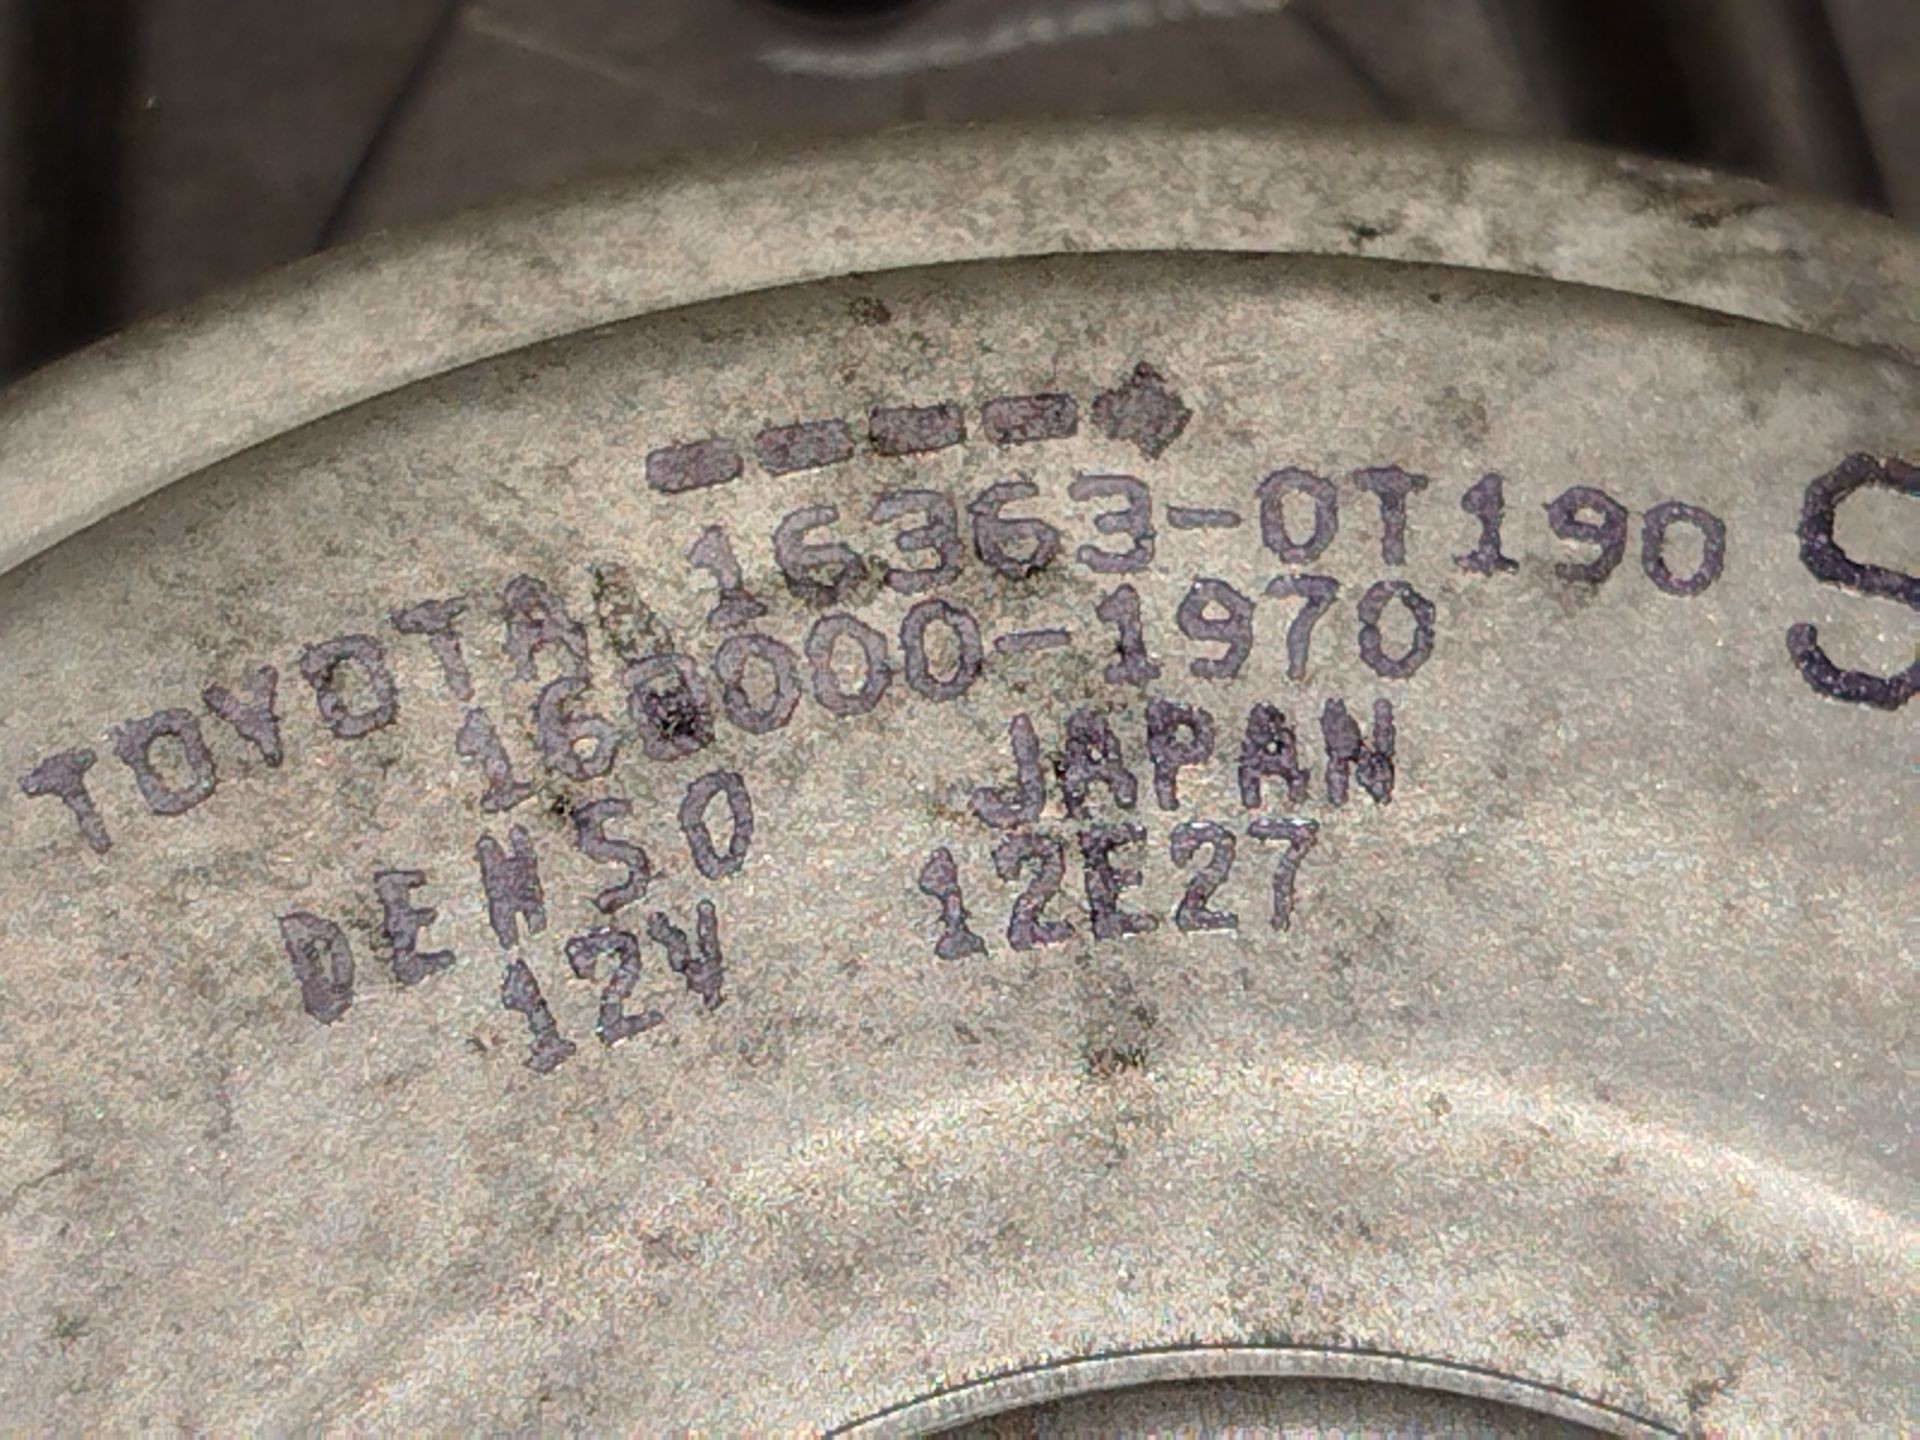 TOYOTA 16363-0T190 S
168000-1970
DENSO JAPAN
12V 12E27